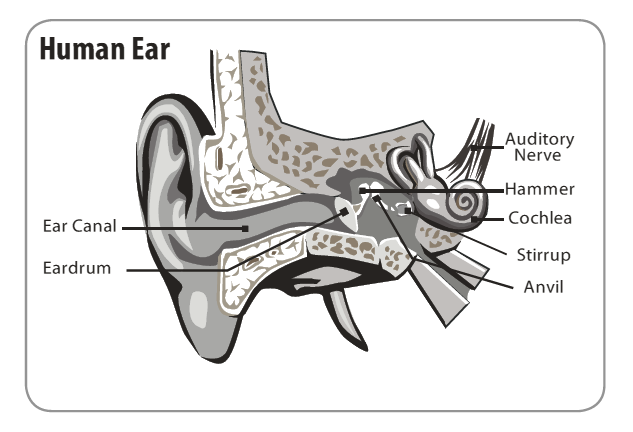 Human Ear
Auditory
Nerve
Hammer
Cochlea
Ear Canal
Stirrup
Eardrum
Anvil